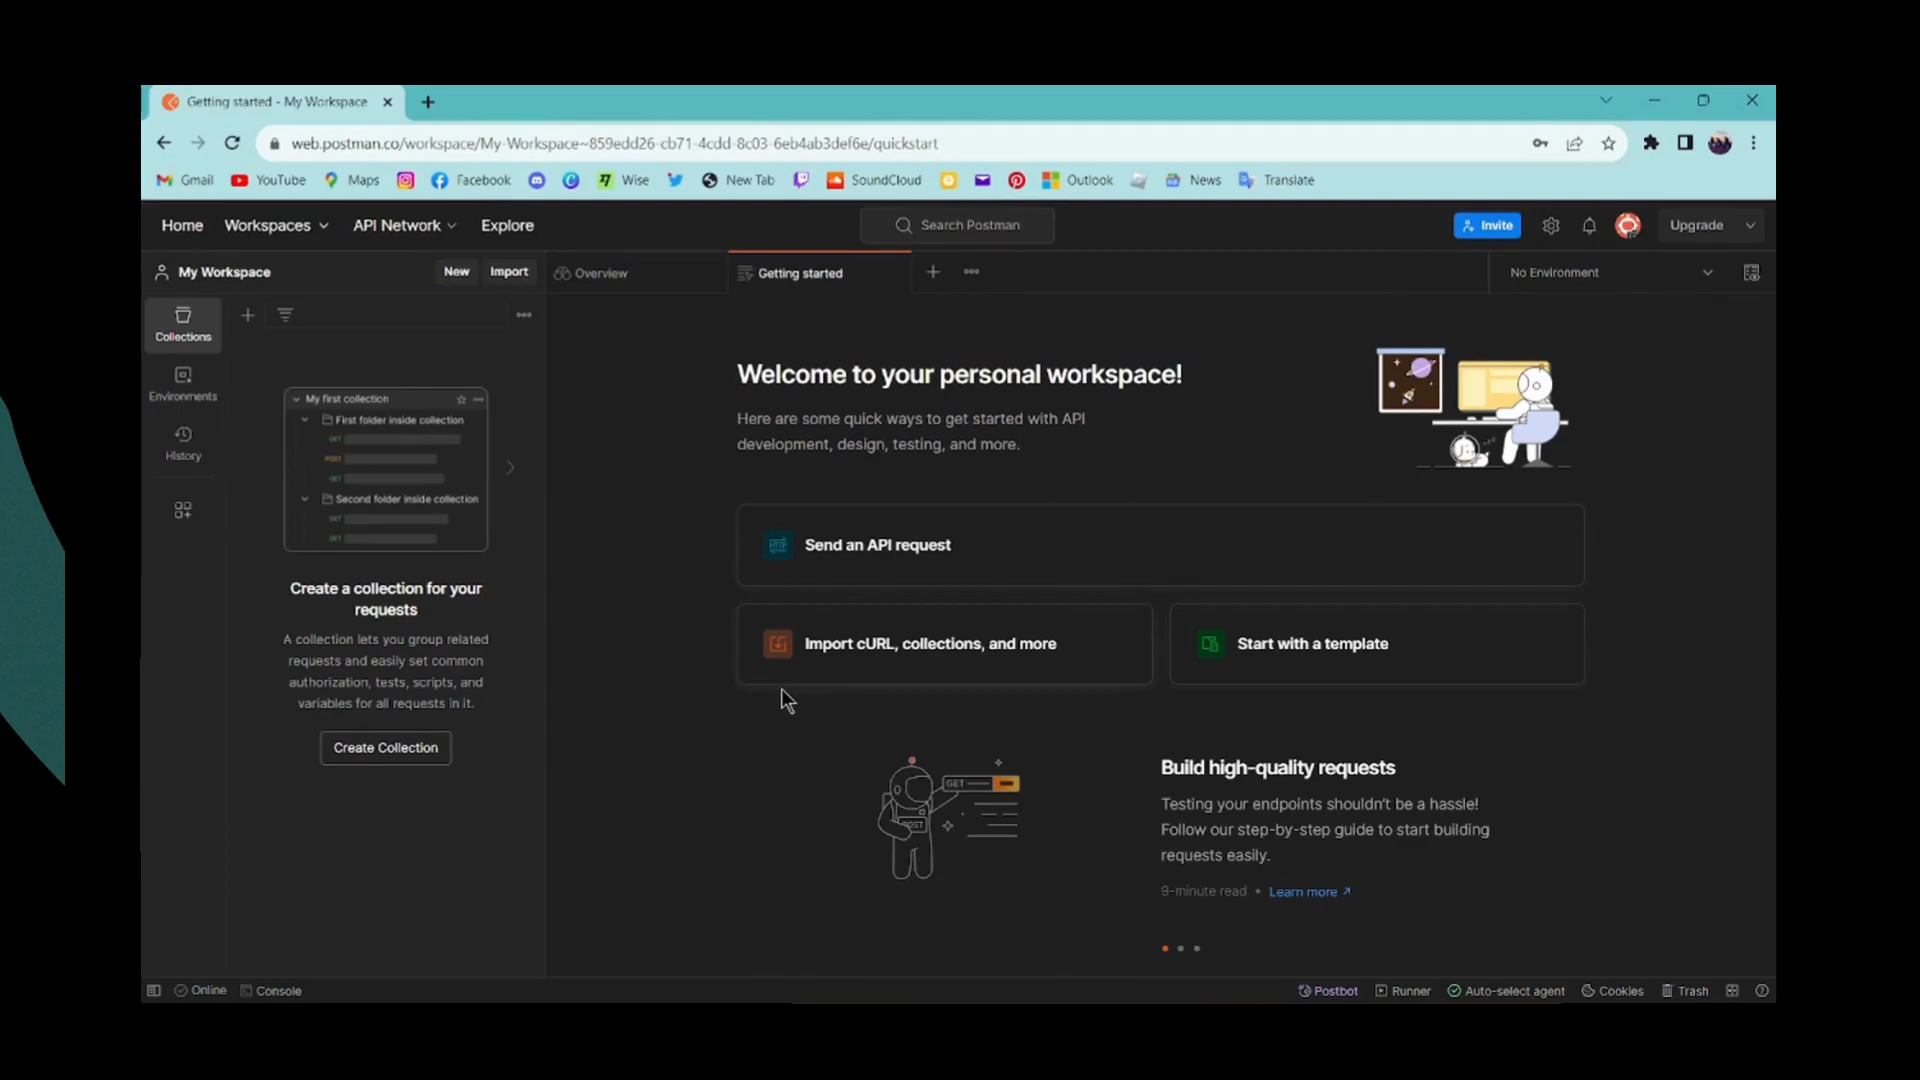 Getting started - My Workspace
web.postman.co/workspace/My-Workspace~859edd26-cb71-4cdd-8c03-6eb4ab3def6e/quickstart
Gmail YouTube Maps Facebook Wise New Tab SoundCloud Outlook News Translate
Home Workspaces API Network Explore Search Postman Invite Upgrade
My Workspace New Import Overview Getting started No Environment
Collections
Environments
History
My first collection
First folder inside collection
GET
POST
GET
Second folder inside collection
GET
GET
Create a collection for your
requests
A collection lets you group related
requests and easily set common
authorization, tests, scripts, and
variables for all requests in it.
Create Collection
Welcome to your personal workspace!
Here are some quick ways to get started with API
development, design, testing, and more.
HTTP Send an API request
Import cURL, collections, and more
Start with a template
GET
POST
Build high-quality requests
Testing your endpoints shouldn't be a hassle!
Follow our step-by-step guide to start building
requests easily.
9-minute read • Learn more
Online Console Postbot Runner Auto-select agent Cookies Trash